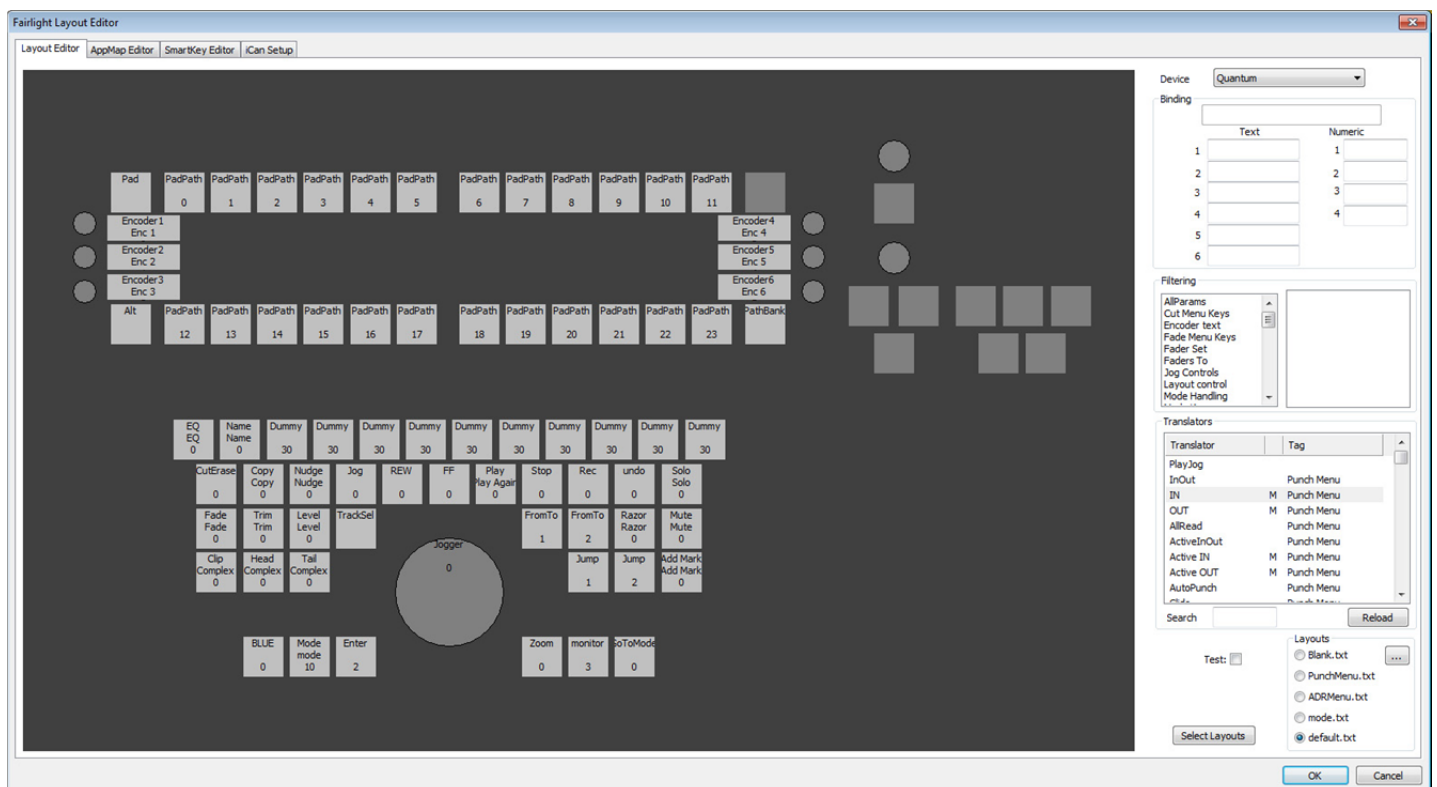 Fairlight Layout Editor
Layout Editor AppMap Editor SmartKey Editor iCan Setup
Device Quantum
Binding
Text Numeric
1 1
2 2
3 3
4 4
5
6
Pad PadPath PadPath PadPath PadPath PadPath PadPath PadPath PadPath PadPath PadPath PadPath PadPath
0 1 2 3 4 5 6 7 8 9 10 11
Encoder1 Encoder4
Enc 1 Enc 4
Encoder2 Encoder5
Enc 2 Enc 5
Encoder3 Encoder6
Enc 3 Enc 6
Alt PadPath PadPath PadPath PadPath PadPath PadPath PadPath PadPath PadPath PadPath PadPath PadPath PathBank
12 13 14 15 16 17 18 19 20 21 22 23
EQ Name Dummy Dummy Dummy Dummy Dummy Dummy Dummy Dummy Dummy Dummy
EQ Name
0 0 30 30 30 30 30 30 30 30 30 30
CutErase Copy Nudge Jog REW FF Play Stop Rec undo Solo
Copy Nudge Play Again Solo
0 0 0 0 0 0 0 0 0 0 0
Fade Trim Level TrackSel FromTo FromTo Razor Mute
Fade Trim Level Razor Mute
0 0 0 1 2 0 0
Jogger
0
Clip Head Tail Jump Jump Add Mark
Complex Complex Complex Add Mark
0 0 0 1 2 0
BLUE Mode Enter Zoom monitor GoToMode
mode
0 10 2 0 3 0
Filtering
AllParams
Cut Menu Keys
Encoder text
Fade Menu Keys
Fader Set
Faders To
Jog Controls
Layout control
Mode Handling
Translators
Translator Tag
PlayJog
InOut Punch Menu
IN M Punch Menu
OUT M Punch Menu
AllRead Punch Menu
ActiveInOut Punch Menu
Active IN M Punch Menu
Active OUT M Punch Menu
AutoPunch Punch Menu
Search Reload
Test:
Layouts
Blank.txt ...
PunchMenu.txt
ADRMenu.txt
mode.txt
default.txt
Select Layouts
OK Cancel